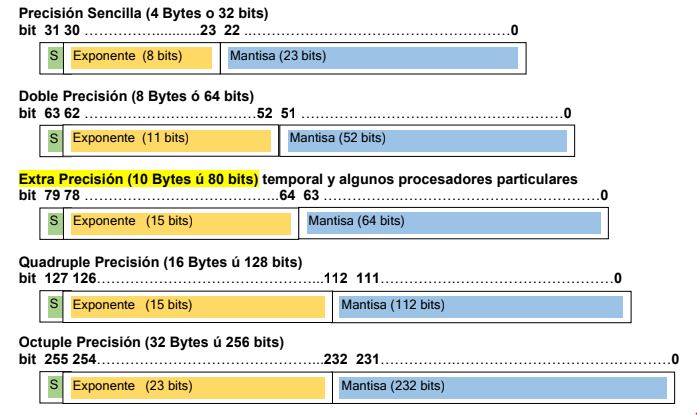 Precisión Sencilla (4 Bytes o 32 bits)
bit 31 30 ..............................23 22 ......................................................................0
S Exponente (8 bits) Mantisa (23 bits)
Doble Precisión (8 Bytes ó 64 bits)
bit 63 62 ............................................52 51 ......................................................................0
S Exponente (11 bits) Mantisa (52 bits)
Extra Precisión (10 Bytes ú 80 bits) temporal y algunos procesadores particulares
bit 79 78 ..................................................64 63 ......................................................................0
S Exponente (15 bits) Mantisa (64 bits)
Quadruple Precisión (16 Bytes ú 128 bits)
bit 127 126..........................................................112 111..................................................................0
S Exponente (15 bits) Mantisa (112 bits)
Octuple Precisión (32 Bytes ú 256 bits)
bit 255 254..........................................................232 231...........................................................................0
S Exponente (23 bits) Mantisa (232 bits)